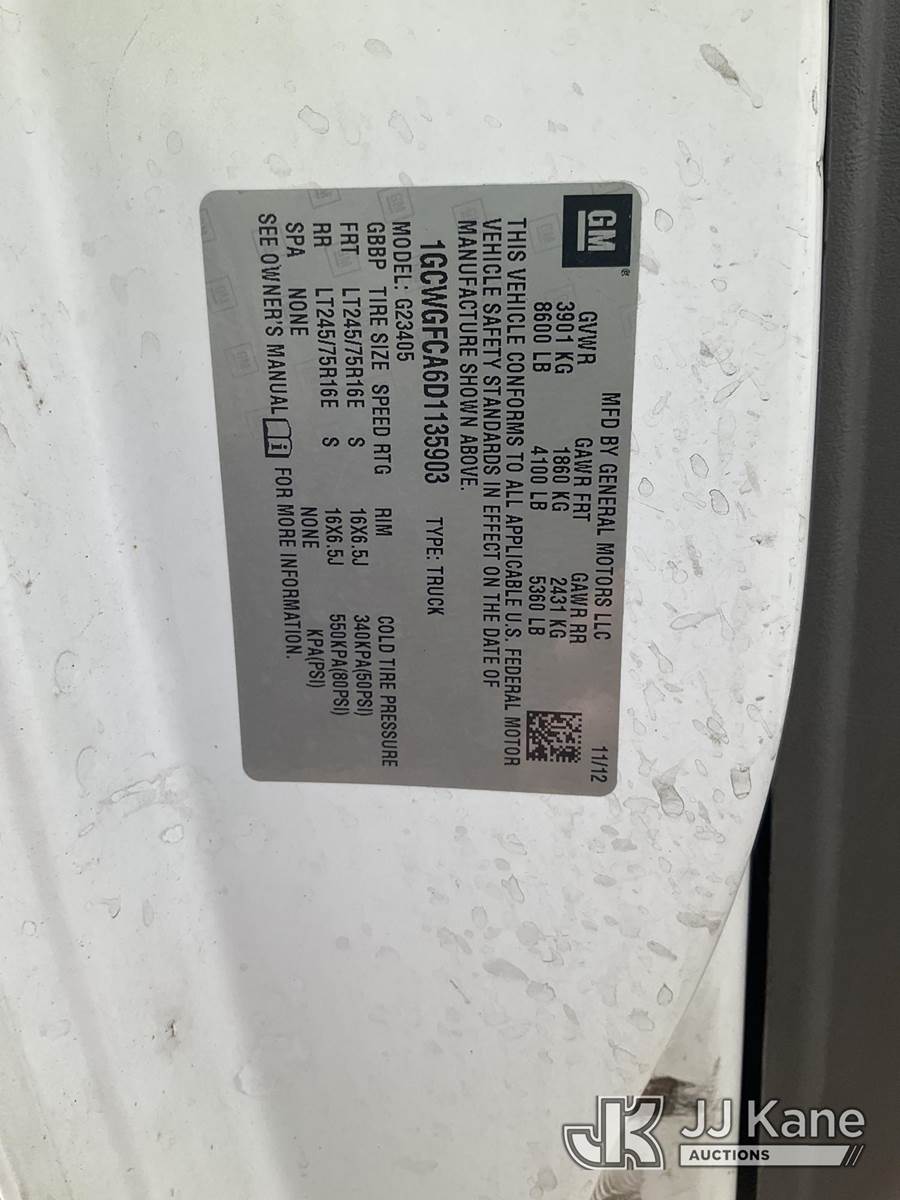 GM®
MFD BY GENERAL MOTORS LLC
11/12
GVWR GAWR FRT GAWR RR
3901 KG 1860 KG 2431 KG
8600 LB 4100 LB 5360 LB
THIS VEHICLE CONFORMS TO ALL APPLICABLE U.S. FEDERAL MOTOR
VEHICLE SAFETY STANDARDS IN EFFECT ON THE DATE OF
MANUFACTURE SHOWN ABOVE.
1GCWGFCA6D1135903 TYPE: TRUCK
MODEL: G23405
GBBP TIRE SIZE SPEED RTG RIM COLD TIRE PRESSURE
FRT LT245/75R16E S 16X6.5J 340KPA(50PSI)
RR LT245/75R16E S 16X6.5J 550KPA(80PSI)
SPA NONE NONE KPA(PSI)
SEE OWNER'S MANUAL FOR MORE INFORMATION.
JK JJ Kane
AUCTIONS